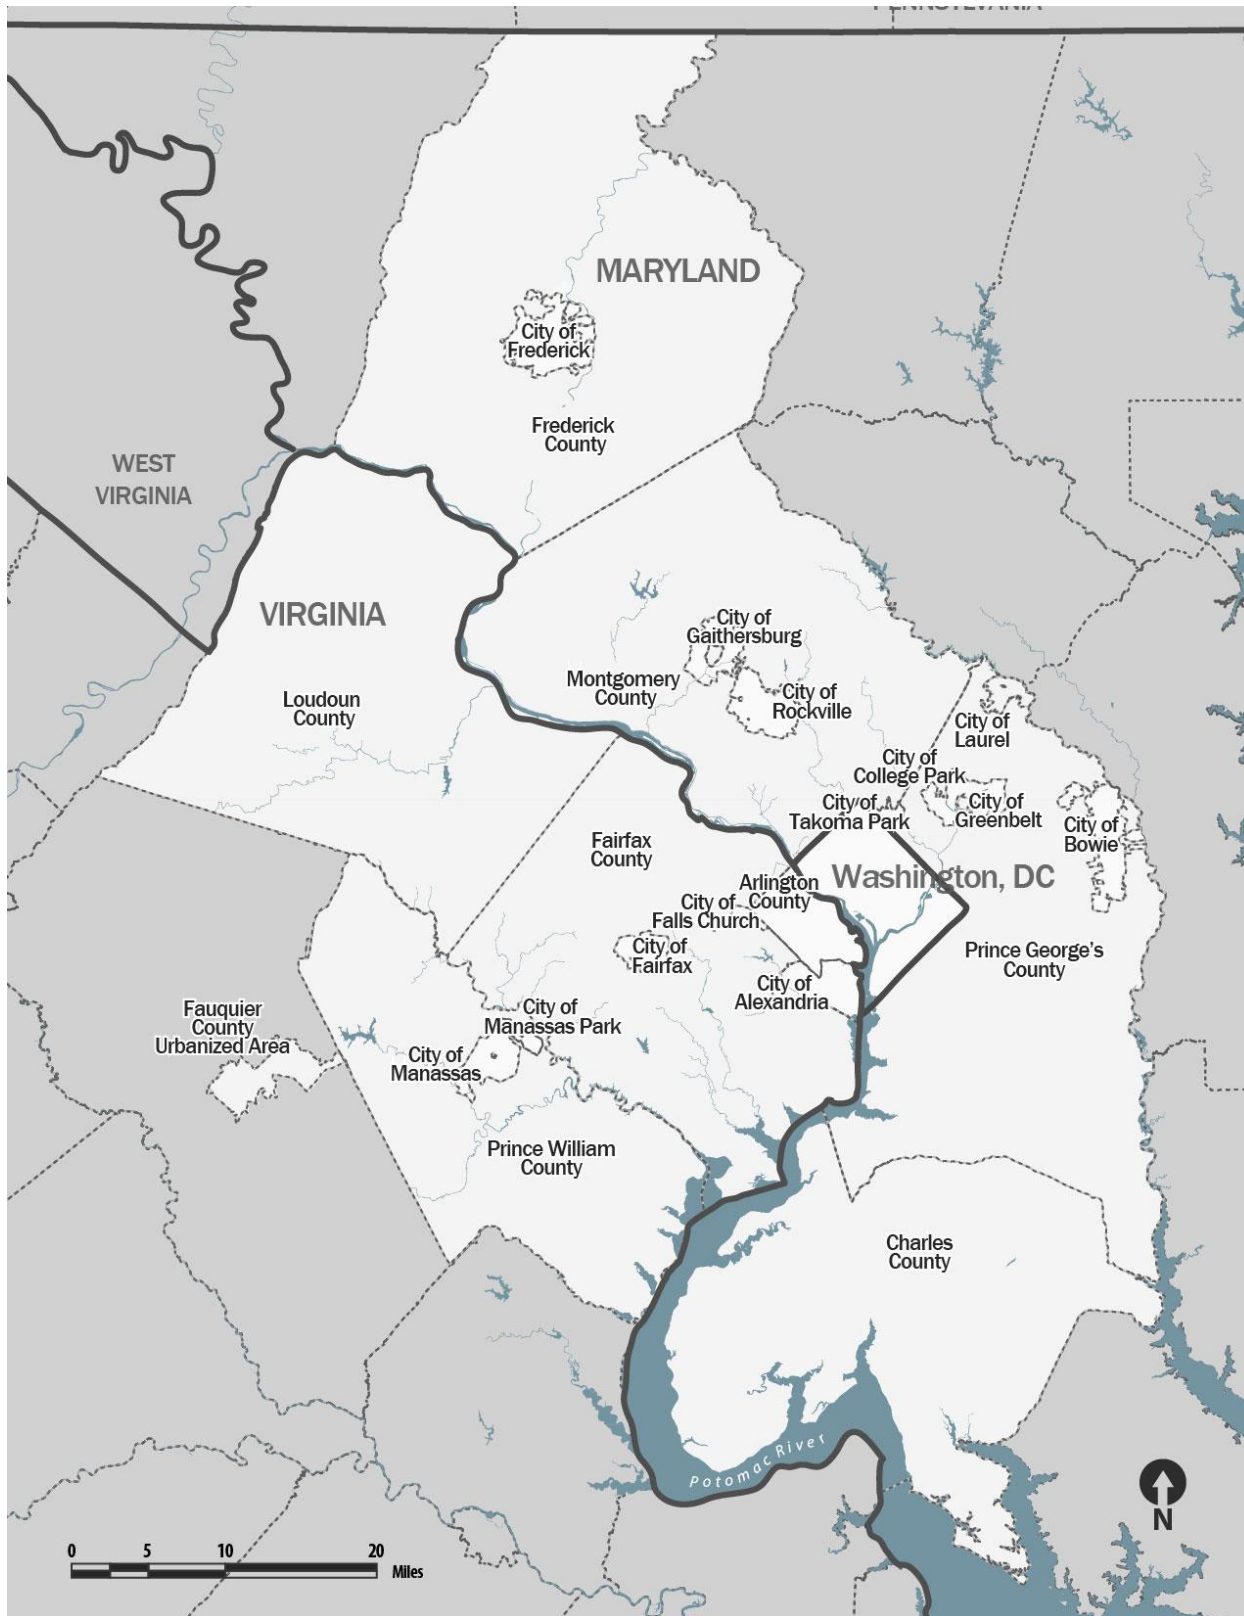 PENNSYLVANIA
MARYLAND
City of
Frederick
Frederick
County
WEST
VIRGINIA
VIRGINIA
City of
Gaithersburg
Montgomery
County
City of
Rockville
Loudoun
County
City of
Laurel
City of
College Park
City of
Takoma Park
City of
Greenbelt
City of
Bowie
Fairfax
County
Arlington
County
Washington, DC
City of
Falls Church
City of
Fairfax
Prince George's
County
City of
Alexandria
Fauquier
County
Urbanized Area
City of
Manassas Park
City of
Manassas
Prince William
County
Charles
County
Potomac River
N
0 5 10 20
Miles